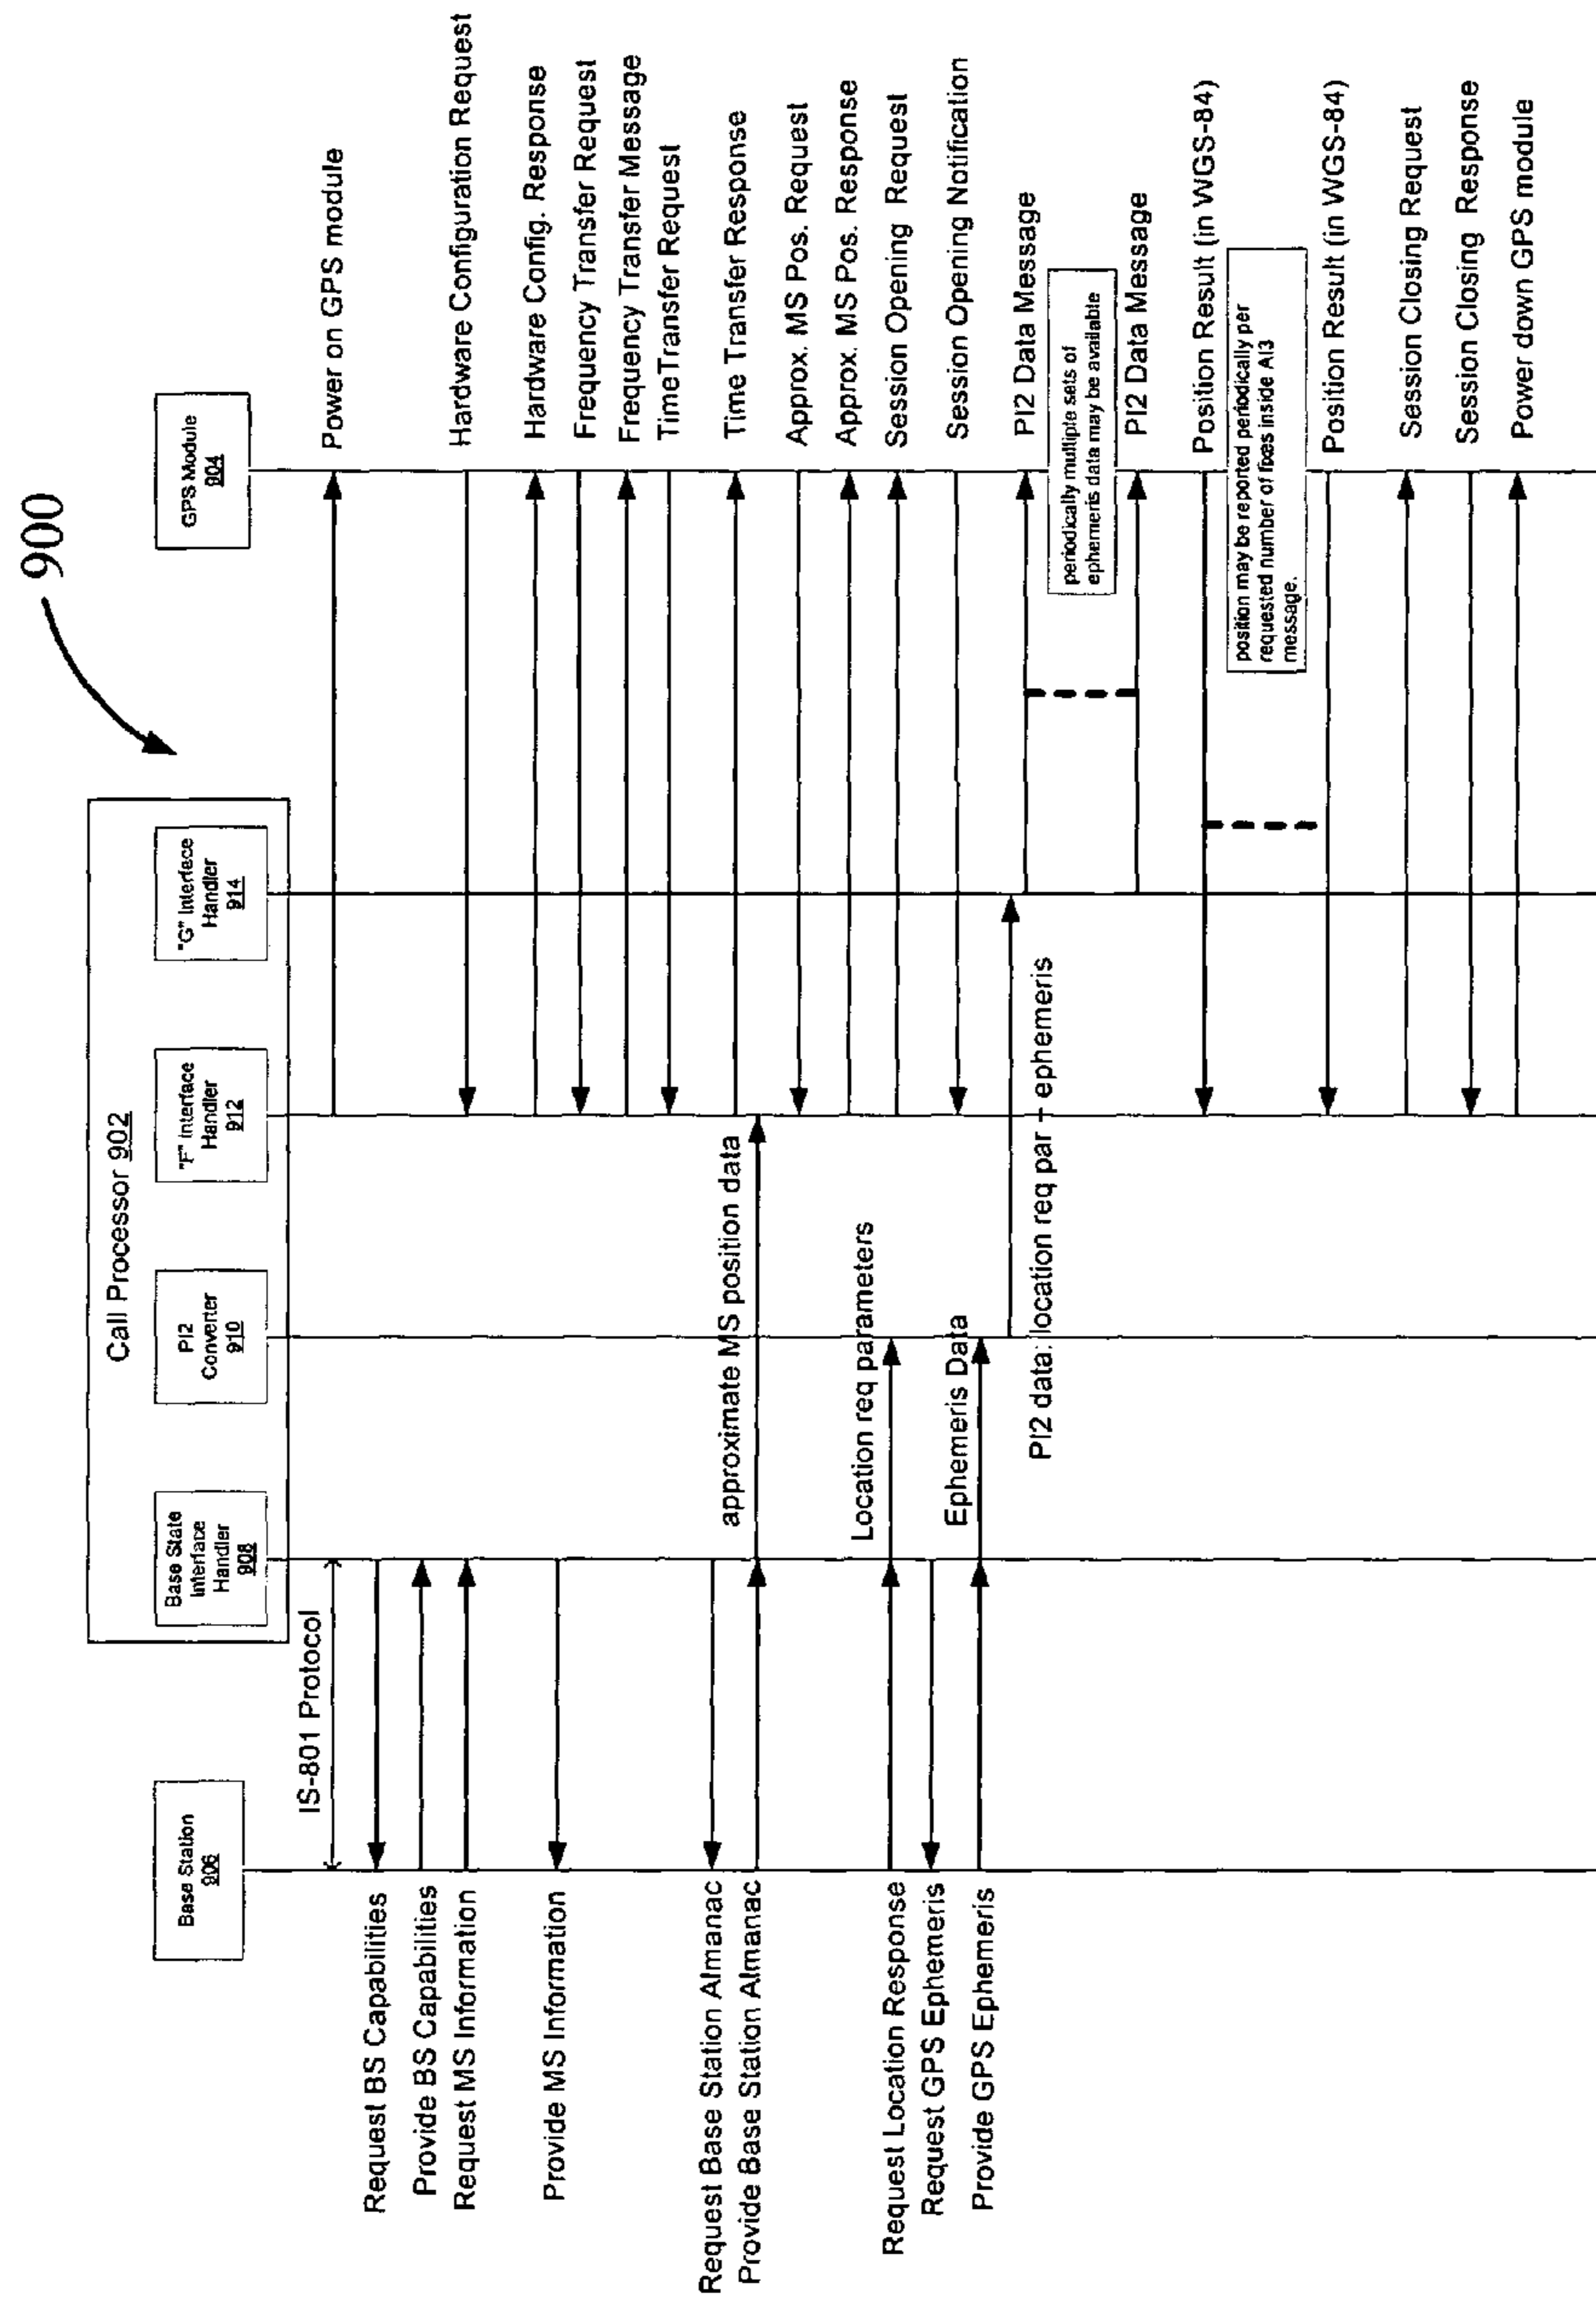 900
Call Processor 902
Base Station
906
Base State
Interface
Handler
908
PI2
Converter
910
"F" Interface
Handler
912
"G" Interface
Handler
914
GPS Module
904
IS-801 Protocol
Request BS Capabilities
Provide BS Capabilities
Request MS Information
Provide MS Information
Request Base Station Almanac
Provide Base Station Almanac
Request Location Response
Request GPS Ephemeris
Provide GPS Ephemeris
approximate MS position data
Location req parameters
Ephemeris Data
PI2 data: location req par – ephemeris
Power on GPS module
Hardware Configuration Request
Hardware Config. Response
Frequency Transfer Request
Frequency Transfer Message
TimeTransfer Request
Time Transfer Response
Approx. MS Pos. Request
Approx. MS Pos. Response
Session Opening Request
Session Opening Notification
PI2 Data Message
periodically multiple sets of
ephemeris data may be available
PI2 Data Message
Position Result (in WGS-84)
position may be reported periodically per
requested number of fixes inside AI3
message.
Position Result (in WGS-84)
Session Closing Request
Session Closing Response
Power down GPS module